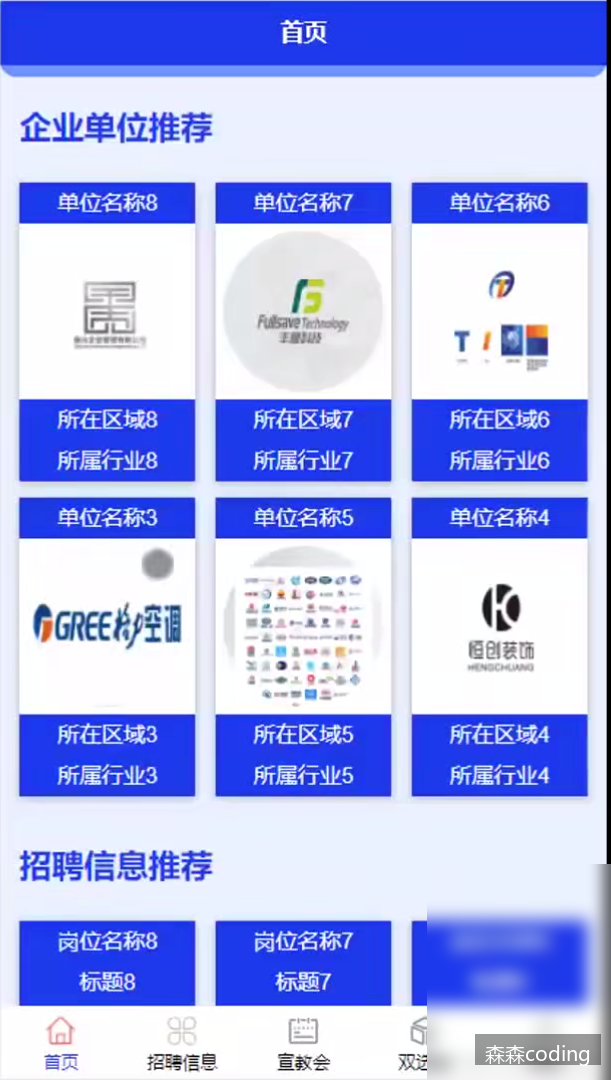 首页
企业单位推荐
单位名称8
单位名称7
单位名称6
Fullsave Technology
丰疆科技
T I
所在区域8
所在区域7
所在区域6
所属行业8
所属行业7
所属行业6
单位名称3
单位名称5
单位名称4
GREE格力空调
恒创装饰
HENGCHUANG
所在区域3
所在区域5
所在区域4
所属行业3
所属行业5
所属行业4
招聘信息推荐
岗位名称8
岗位名称7
标题8
标题7
首页
招聘信息
宣教会
双选
森森coding